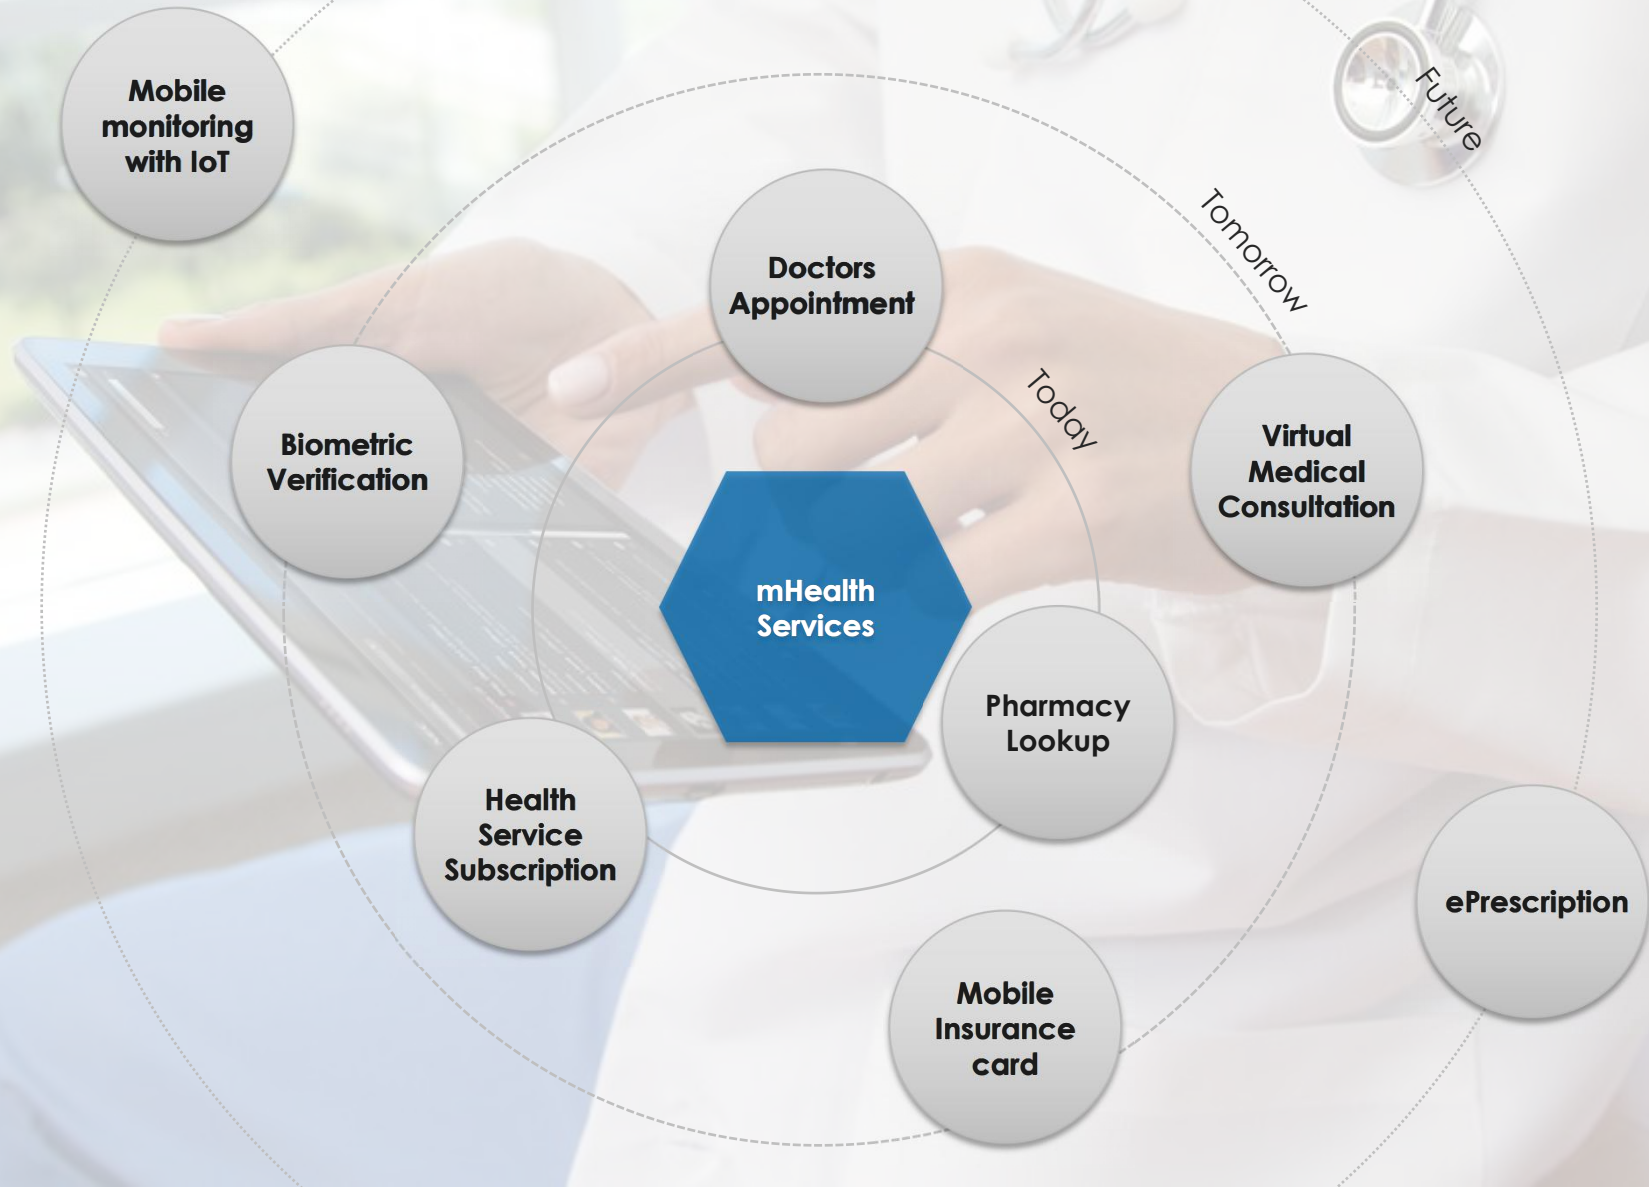 Mobile
monitoring
with IoT
Future
Tomorrow
Doctors
Appointment
Today
Biometric
Verification
Virtual
Medical
Consultation
mHealth
Services
Pharmacy
Lookup
Health
Service
Subscription
ePrescription
Mobile
Insurance
card